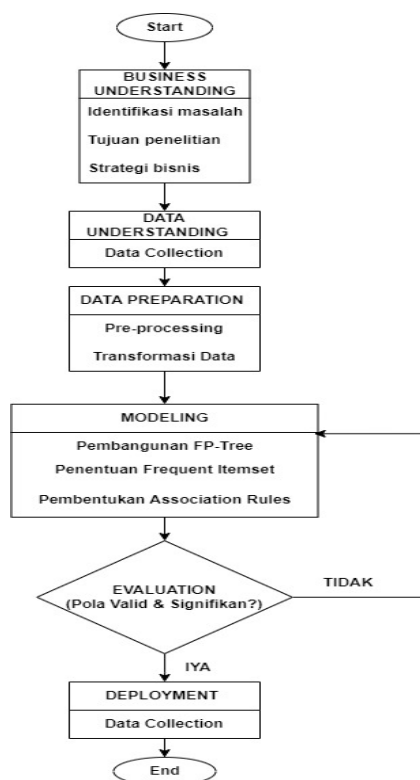 Start
BUSINESS
UNDERSTANDING
Identifikasi masalah
Tujuan penelitian
Strategi bisnis
DATA
UNDERSTANDING
Data Collection
DATA PREPARATION
Pre-processing
Transformasi Data
MODELING
Pembangunan FP-Tree
Penentuan Frequent Itemset
Pembentukan Association Rules
EVALUATION
(Pola Valid & Signifikan?)
TIDAK
IYA
DEPLOYMENT
Data Collection
End